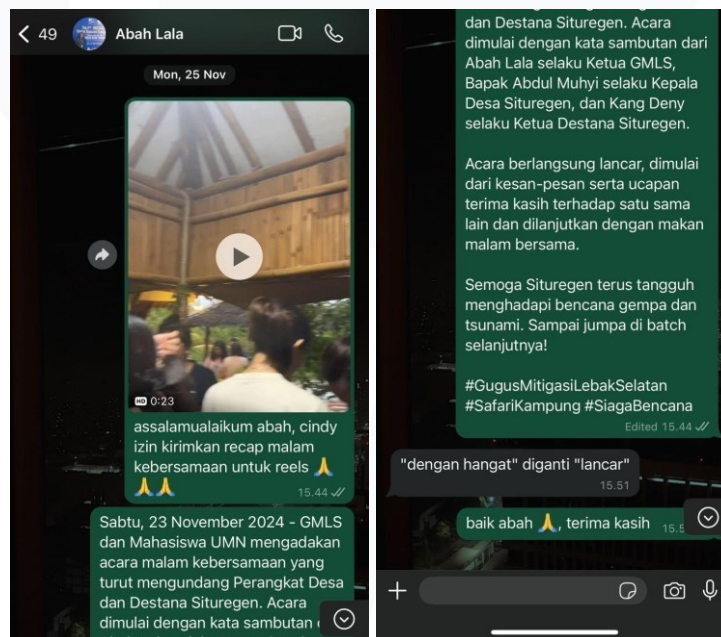 49 Abah Lala
Mon, 25 Nov
HD 0:23
assalamualaikum abah, cindy
izin kirimkan recap malam
kebersamaan untuk reels 🙏
🙏🙏
15.44
Sabtu, 23 November 2024 - GMLS
dan Mahasiswa UMN mengadakan
acara malam kebersamaan yang
turut mengundang Perangkat Desa
dan Destana Situregen. Acara
dimulai dengan kata sambutan
dan Destana Situregen. Acara
dimulai dengan kata sambutan dari
Abah Lala selaku Ketua GMLS,
Bapak Abdul Muhyi selaku Kepala
Desa Situregen, dan Kang Deny
selaku Ketua Destana Situregen.
Acara berlangsung lancar, dimulai
dari kesan-pesan serta ucapan
terima kasih terhadap satu sama
lain dan dilanjutkan dengan makan
malam bersama.
Semoga Situregen terus tangguh
menghadapi bencana gempa dan
tsunami. Sampai jumpa di batch
selanjutnya!
#GugusMitigasiLebakSelatan
#SafariKampung #SiagaBencana
Edited 15.44
"dengan hangat" diganti "lancar"
15.51
baik abah 🙏, terima kasih